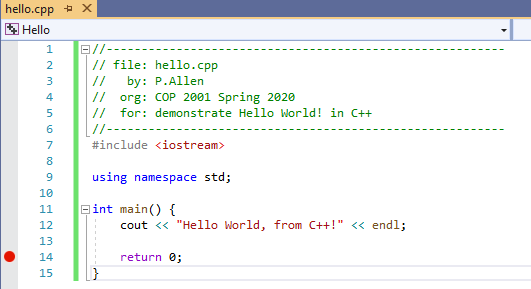 hello.cpp
Hello
1 //---------------------------------------------------------
2 // file: hello.cpp
3 //   by: P.Allen
4 //  org: COP 2001 Spring 2020
5 //  for: demonstrate Hello World! in C++
6 //---------------------------------------------------------
7 #include <iostream>
8
9 using namespace std;
10
11 int main() {
12     cout << "Hello World, from C++!" << endl;
13
14     return 0;
15 }